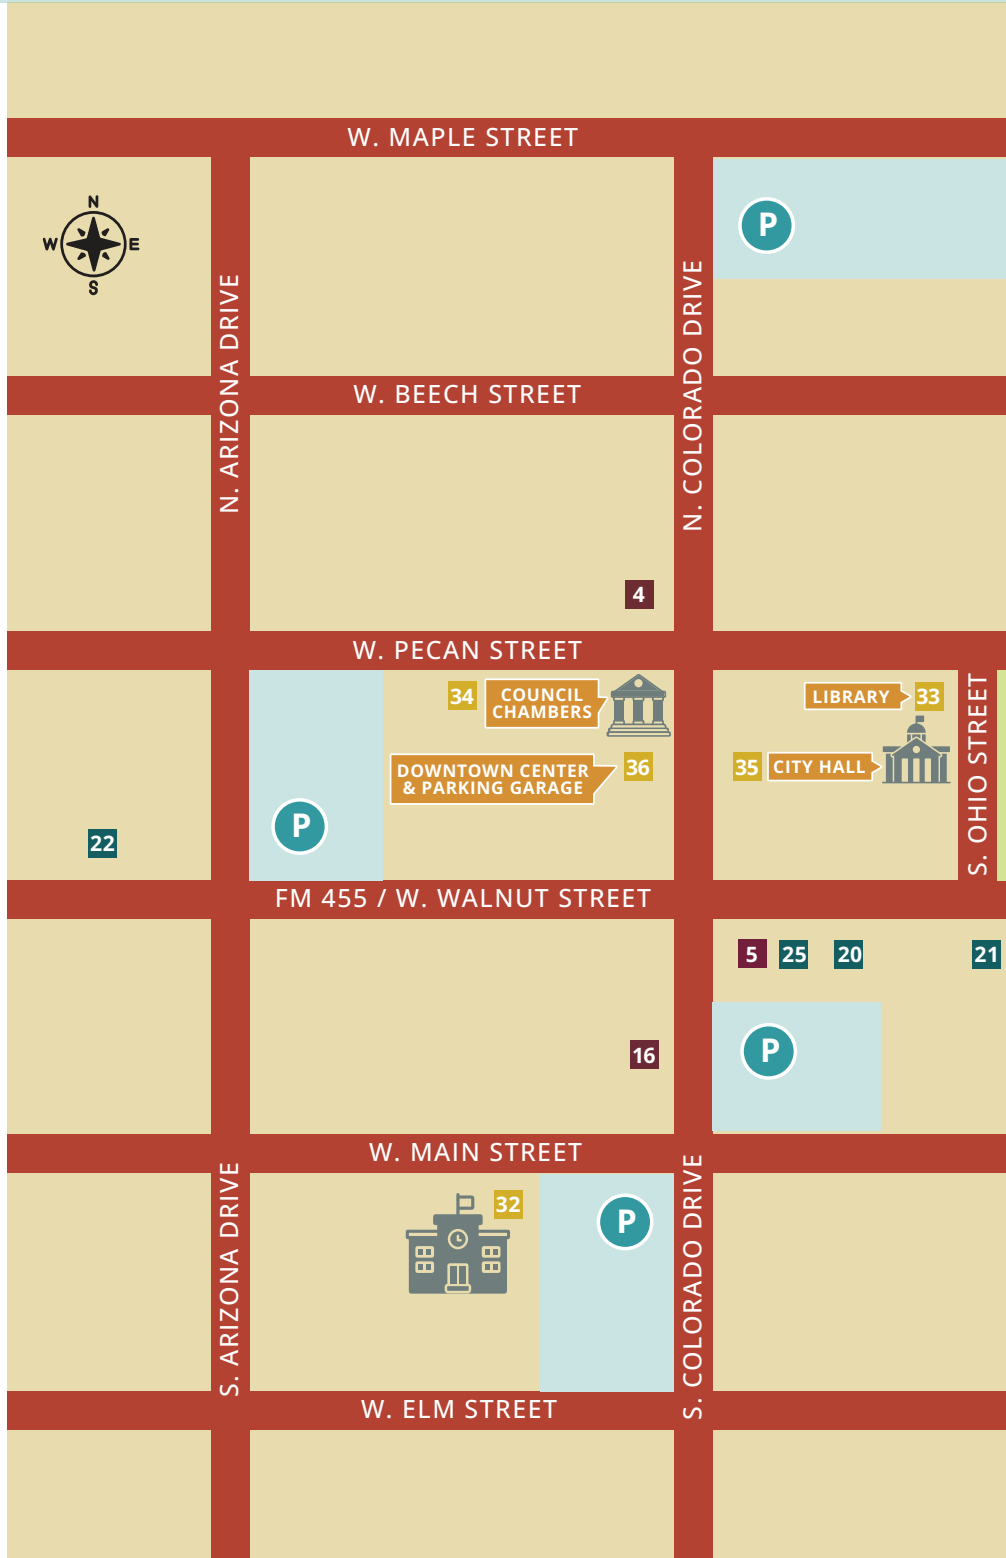 W. MAPLE STREET
N
W E
S
P
N. ARIZONA DRIVE
N. COLORADO DRIVE
W. BEECH STREET
4
W. PECAN STREET
34
COUNCIL
CHAMBERS
LIBRARY
33
DOWNTOWN CENTER
& PARKING GARAGE
36
35
CITY HALL
S. OHIO STREET
P
22
FM 455 / W. WALNUT STREET
5
25
20
21
16
P
W. MAIN STREET
S. ARIZONA DRIVE
32
P
S. COLORADO DRIVE
W. ELM STREET